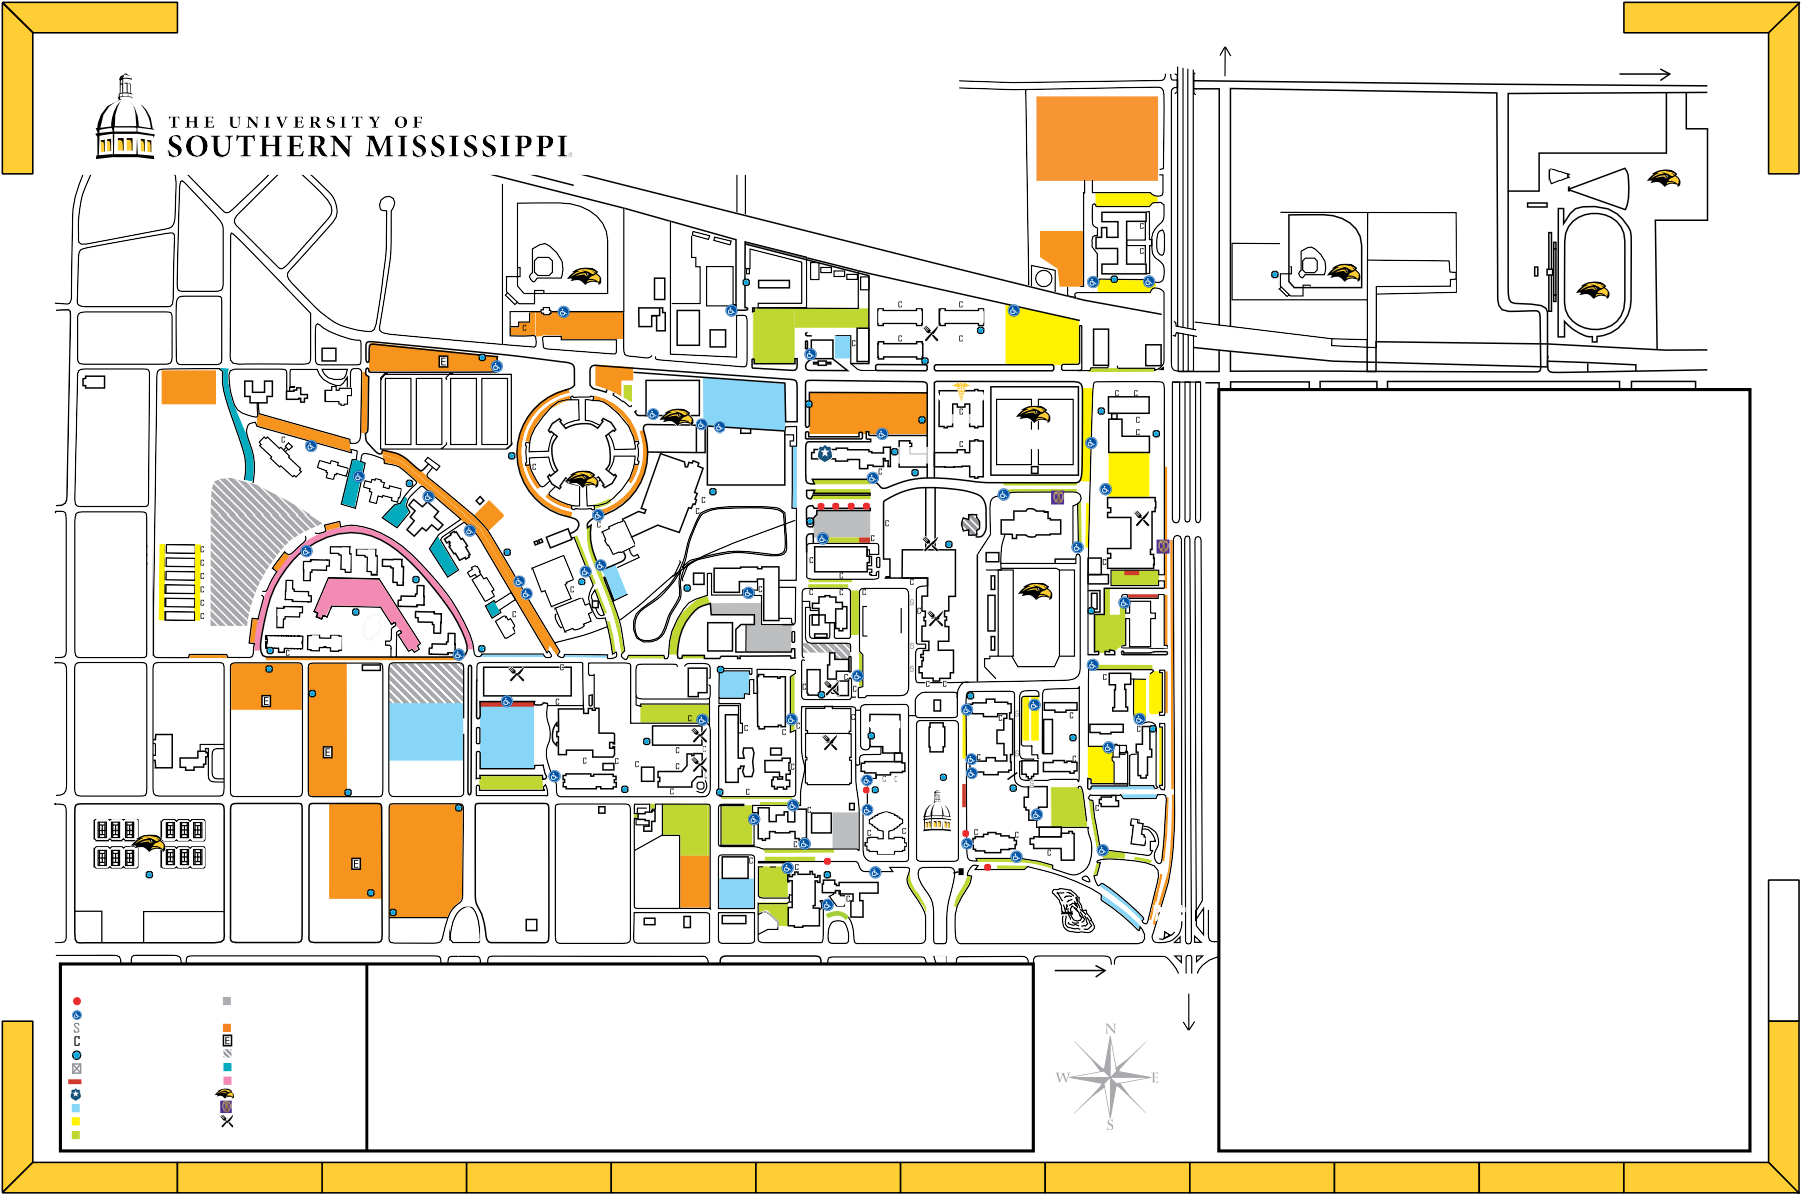 THE UNIVERSITY OF
SOUTHERN MISSISSIPPI
E
C
E
E
E
E
S
C
E
N
W E
S